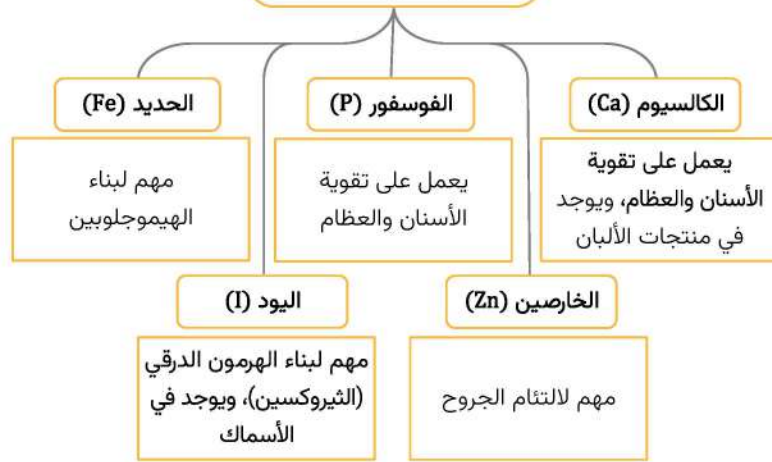 الكالسيوم (Ca)
يعمل على تقوية
الأسنان والعظام، ويوجد
في منتجات الألبان
الفوسفور (P)
يعمل على تقوية
الأسنان والعظام
الحديد (Fe)
مهم لبناء
الهيموجلوبين
الخارصين (Zn)
مهم لالتئام الجروح
اليود (I)
مهم لبناء الهرمون الدرقي
(الثيروكسين)، ويوجد في
الأسماك